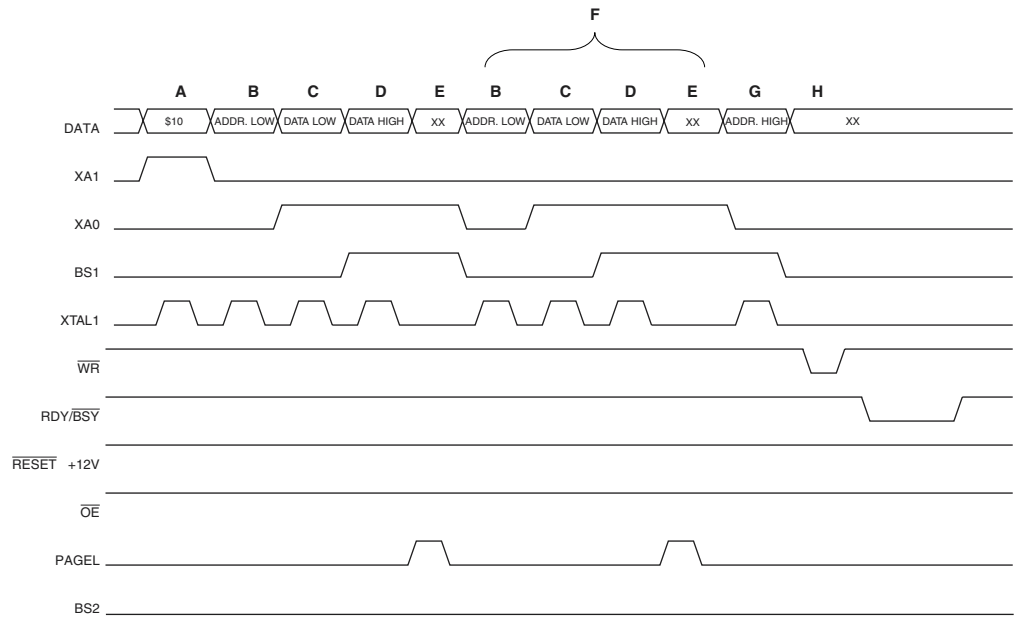 F
A B C D E B C D E G H
DATA $10 ADDR. LOW DATA LOW DATA HIGH XX ADDR. LOW DATA LOW DATA HIGH XX ADDR. HIGH XX
XA1
XA0
BS1
XTAL1
WR
RDY/BSY
RESET +12V
OE
PAGEL
BS2